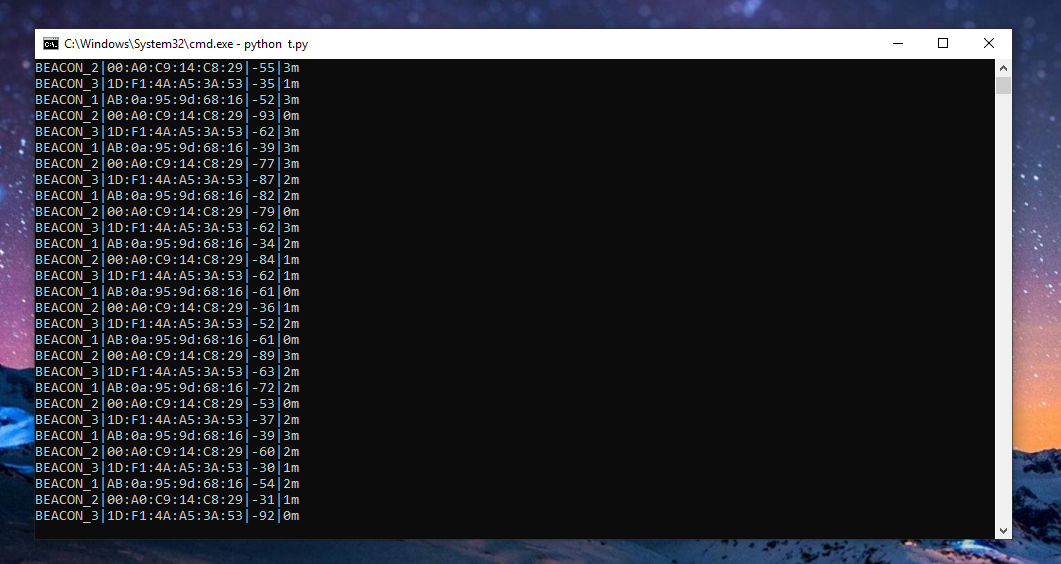 C:\Windows\System32\cmd.exe - python  t.py
BEACON_2|00:A0:C9:14:C8:29|-55|3m
BEACON_3|1D:F1:4A:A5:3A:53|-35|1m
BEACON_1|AB:0a:95:9d:68:16|-52|3m
BEACON_2|00:A0:C9:14:C8:29|-93|0m
BEACON_3|1D:F1:4A:A5:3A:53|-62|3m
BEACON_1|AB:0a:95:9d:68:16|-39|3m
BEACON_2|00:A0:C9:14:C8:29|-77|3m
BEACON_3|1D:F1:4A:A5:3A:53|-87|2m
BEACON_1|AB:0a:95:9d:68:16|-82|2m
BEACON_2|00:A0:C9:14:C8:29|-79|0m
BEACON_3|1D:F1:4A:A5:3A:53|-62|3m
BEACON_1|AB:0a:95:9d:68:16|-34|2m
BEACON_2|00:A0:C9:14:C8:29|-84|1m
BEACON_3|1D:F1:4A:A5:3A:53|-62|1m
BEACON_1|AB:0a:95:9d:68:16|-61|0m
BEACON_2|00:A0:C9:14:C8:29|-36|1m
BEACON_3|1D:F1:4A:A5:3A:53|-52|2m
BEACON_1|AB:0a:95:9d:68:16|-61|0m
BEACON_2|00:A0:C9:14:C8:29|-89|3m
BEACON_3|1D:F1:4A:A5:3A:53|-63|2m
BEACON_1|AB:0a:95:9d:68:16|-72|2m
BEACON_2|00:A0:C9:14:C8:29|-53|0m
BEACON_3|1D:F1:4A:A5:3A:53|-37|2m
BEACON_1|AB:0a:95:9d:68:16|-39|3m
BEACON_2|00:A0:C9:14:C8:29|-60|2m
BEACON_3|1D:F1:4A:A5:3A:53|-30|1m
BEACON_1|AB:0a:95:9d:68:16|-54|2m
BEACON_2|00:A0:C9:14:C8:29|-31|1m
BEACON_3|1D:F1:4A:A5:3A:53|-92|0m